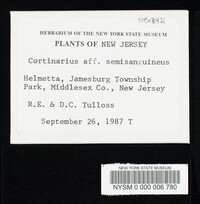 HERBARIUM OF THE NEW YORK STATE MUSEUM
PLANTS OF NEW JERSEY
Cortinarius aff. semisanguineus
Helmetta, Jamesburg Township
Park, Middlesex Co., New Jersey
R.E. & D.C. Tulloss
September 26, 1987 T
NEW YORK STATE MUSEUM
NYSM 0 000 006 780